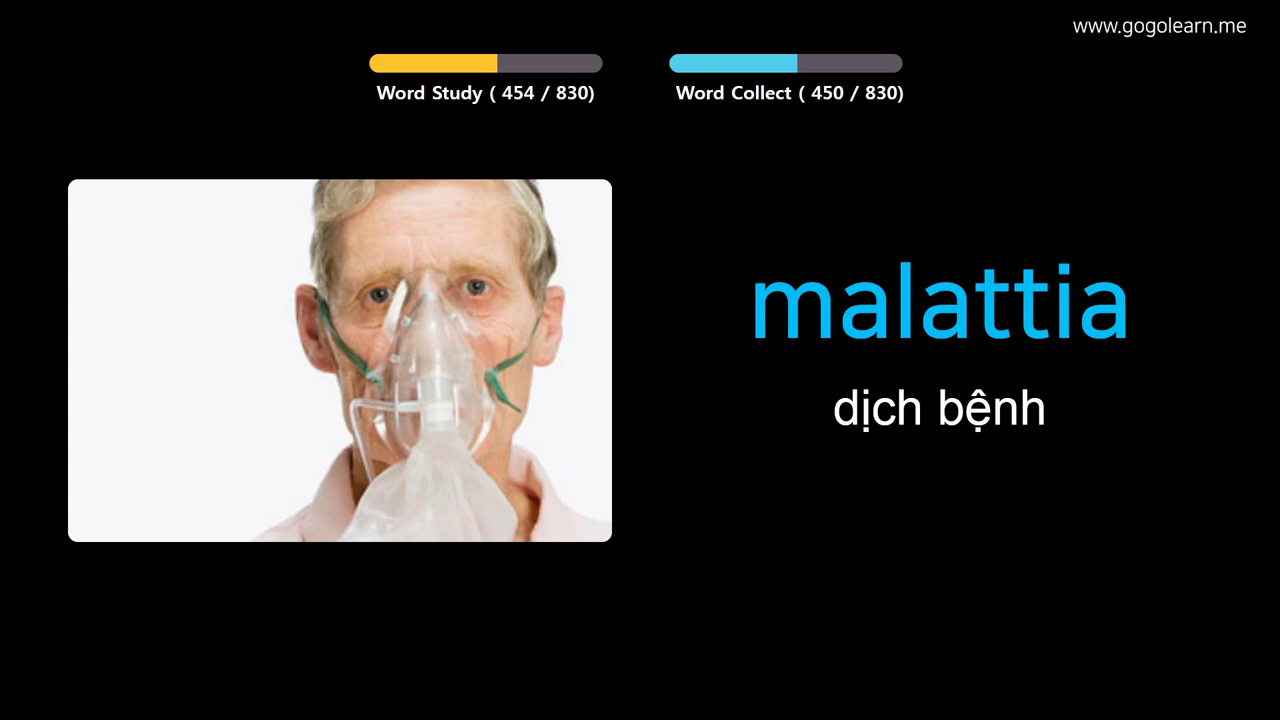 www.gogolearn.me
Word Study ( 454 / 830)
Word Collect ( 450 / 830)
malattia
dịch bệnh